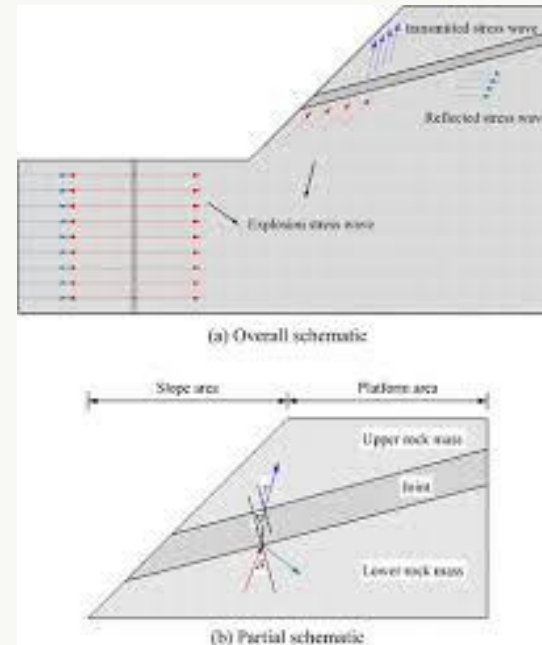 transmitted stress wave
Reflected stress wave
Explosion stress wave
(a) Overall schematic
Slope area
Platform area
Upper rock mass
Joint
Lower rock mass
(b) Partial schematic